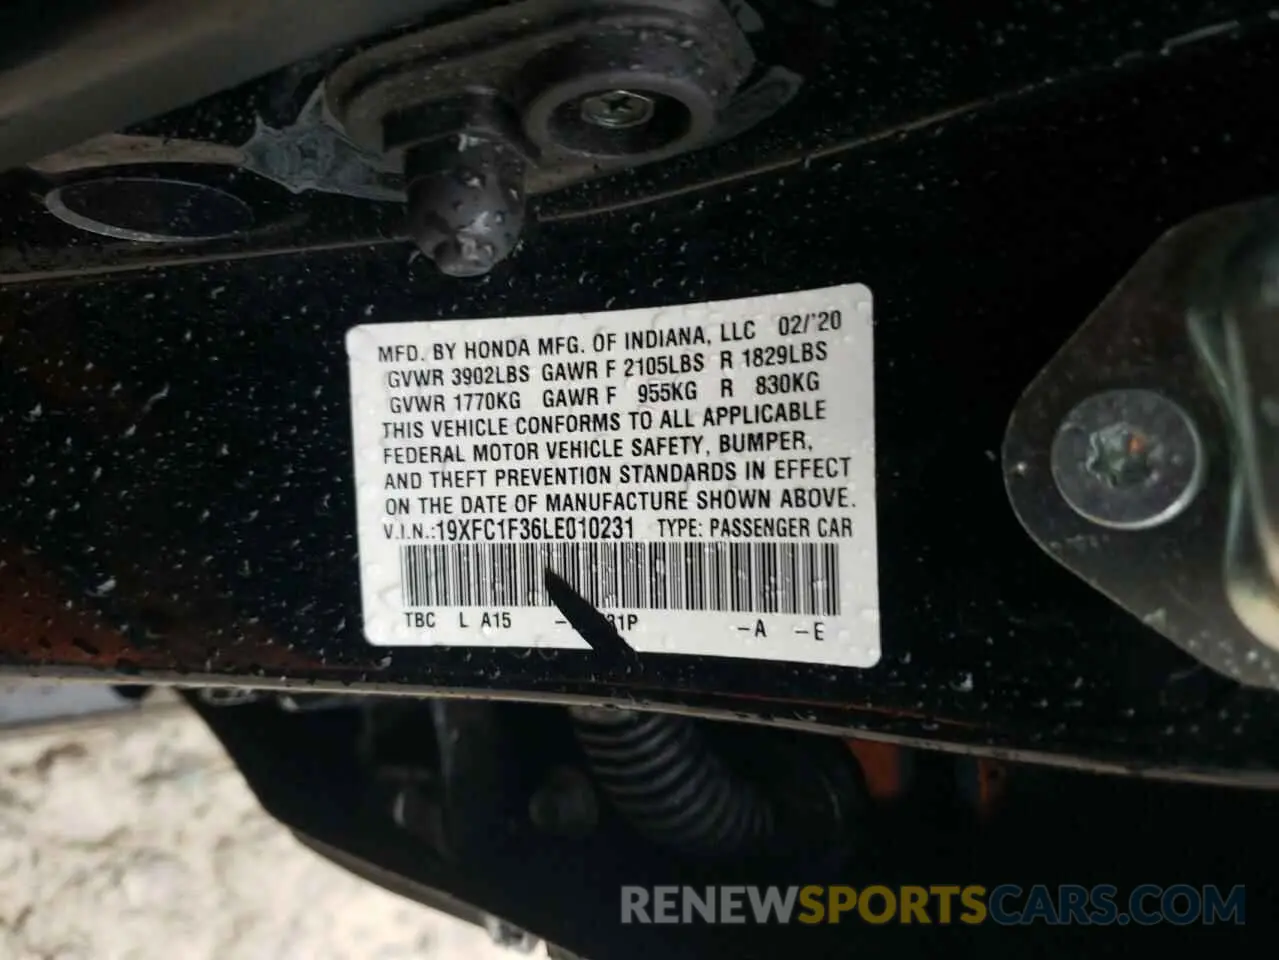 MFD. BY HONDA MFG. OF INDIANA, LLC 02/'20
GVWR 3902LBS GAWR F 2105LBS R 1829LBS
GVWR 1770KG GAWR F 955KG R 830KG
THIS VEHICLE CONFORMS TO ALL APPLICABLE
FEDERAL MOTOR VEHICLE SAFETY, BUMPER,
AND THEFT PREVENTION STANDARDS IN EFFECT
ON THE DATE OF MANUFACTURE SHOWN ABOVE.
V.I.N.:19XFC1F36LE010231 TYPE: PASSENGER CAR
TBC L A15 -A -E
RENEWSPORTSCARS.COM